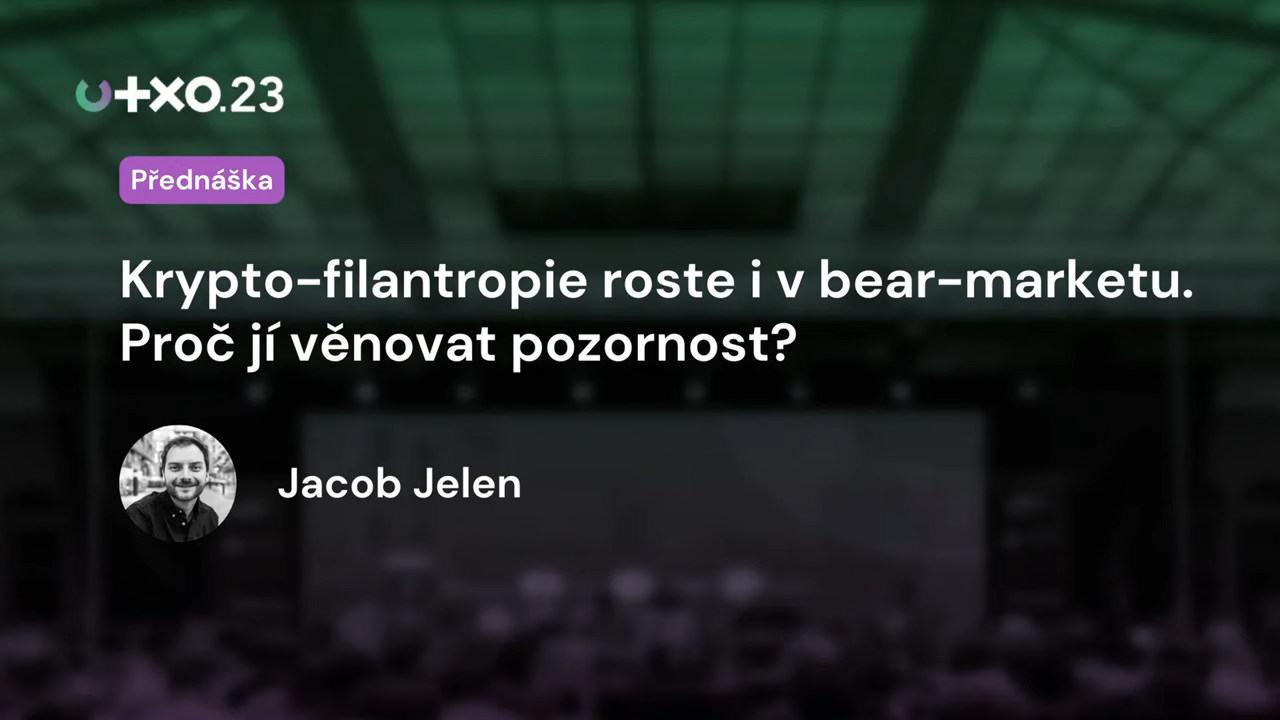 utxo.23
Přednáška
Krypto-filantropie roste i v bear-marketu.
Proč jí věnovat pozornost?
Jacob Jelen